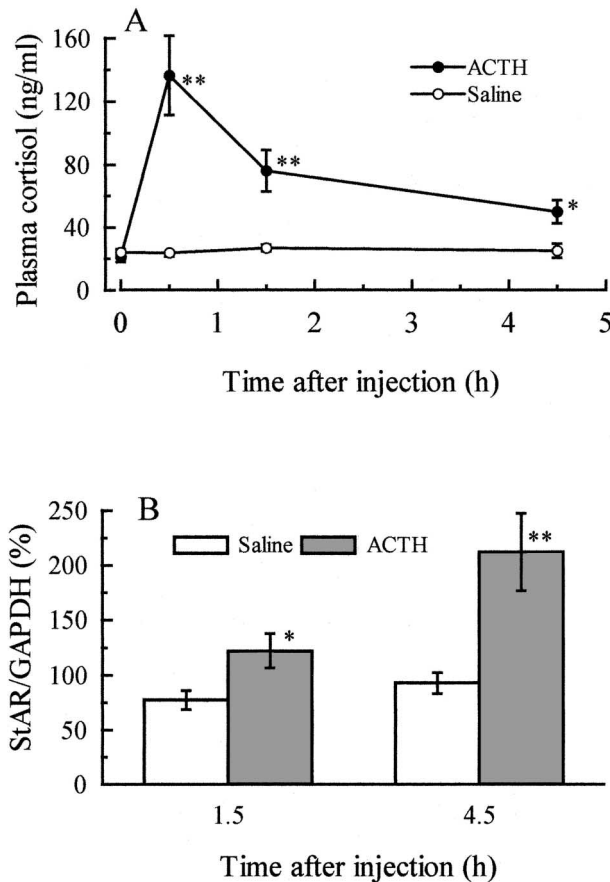 A
160
120
80
40
0
Plasma cortisol (ng/ml)
ACTH
Saline
**
**
*
0 1 2 3 4 5
Time after injection (h)
B
250
200
150
100
50
0
StAR/GAPDH (%)
Saline ACTH
*
**
1.5 4.5
Time after injection (h)